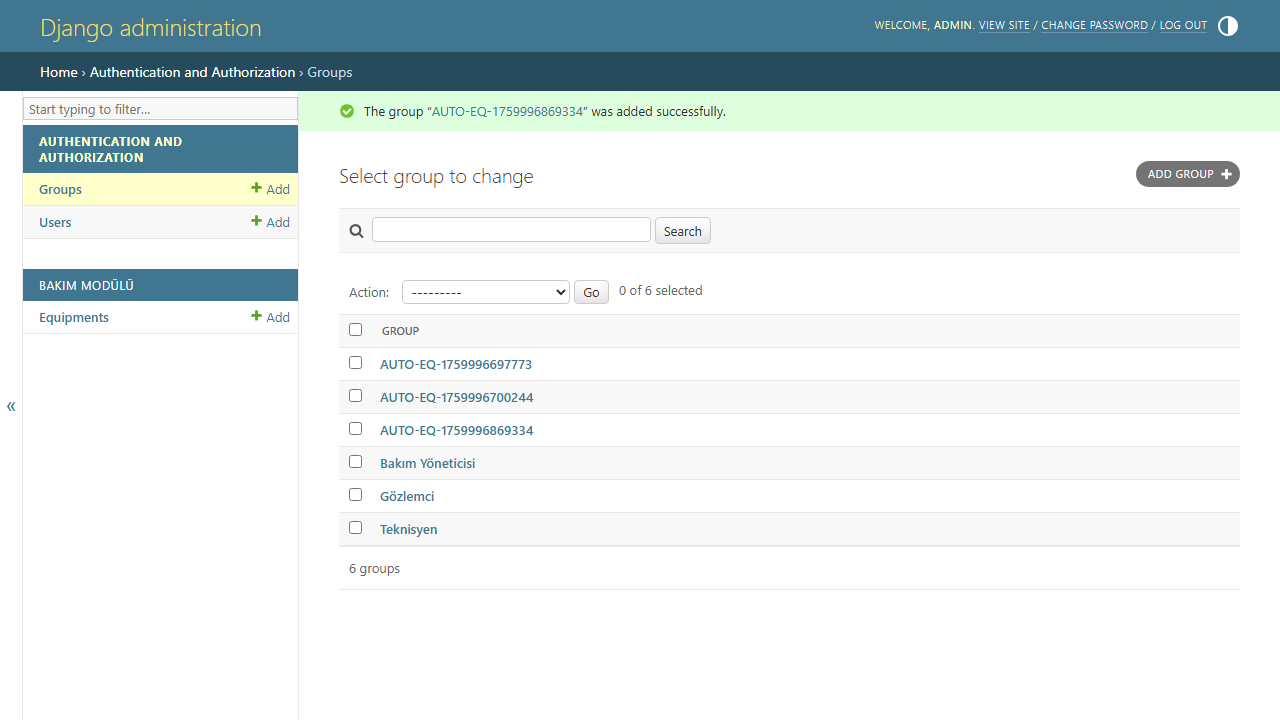 Django administration
WELCOME, ADMIN. VIEW SITE / CHANGE PASSWORD / LOG OUT
Home › Authentication and Authorization › Groups
Start typing to filter...
AUTHENTICATION AND
AUTHORIZATION
Groups
Add
Users
Add
BAKIM MODÜLÜ
Equipments
Add
«
The group “AUTO-EQ-1759996869334” was added successfully.
Select group to change
ADD GROUP
Search
Action:
---------
Go
0 of 6 selected
GROUP
AUTO-EQ-1759996697773
AUTO-EQ-1759996700244
AUTO-EQ-1759996869334
Bakım Yöneticisi
Gözlemci
Teknisyen
6 groups